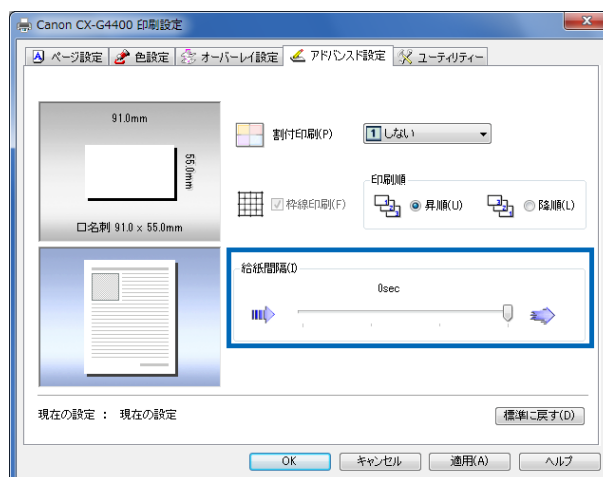 Canon CX-G4400 印刷設定
ページ設定 色設定 オーバーレイ設定 アドバンスド設定 ユーティリティー
91.0mm
55.0mm
口名刺 91.0 x 55.0mm
割付印刷(P) 1 しない
枠線印刷(F)
印刷順
昇順(U) 降順(L)
給紙間隔(I)
0sec
現在の設定 : 現在の設定
標準に戻す(D)
OK キャンセル 適用(A) ヘルプ